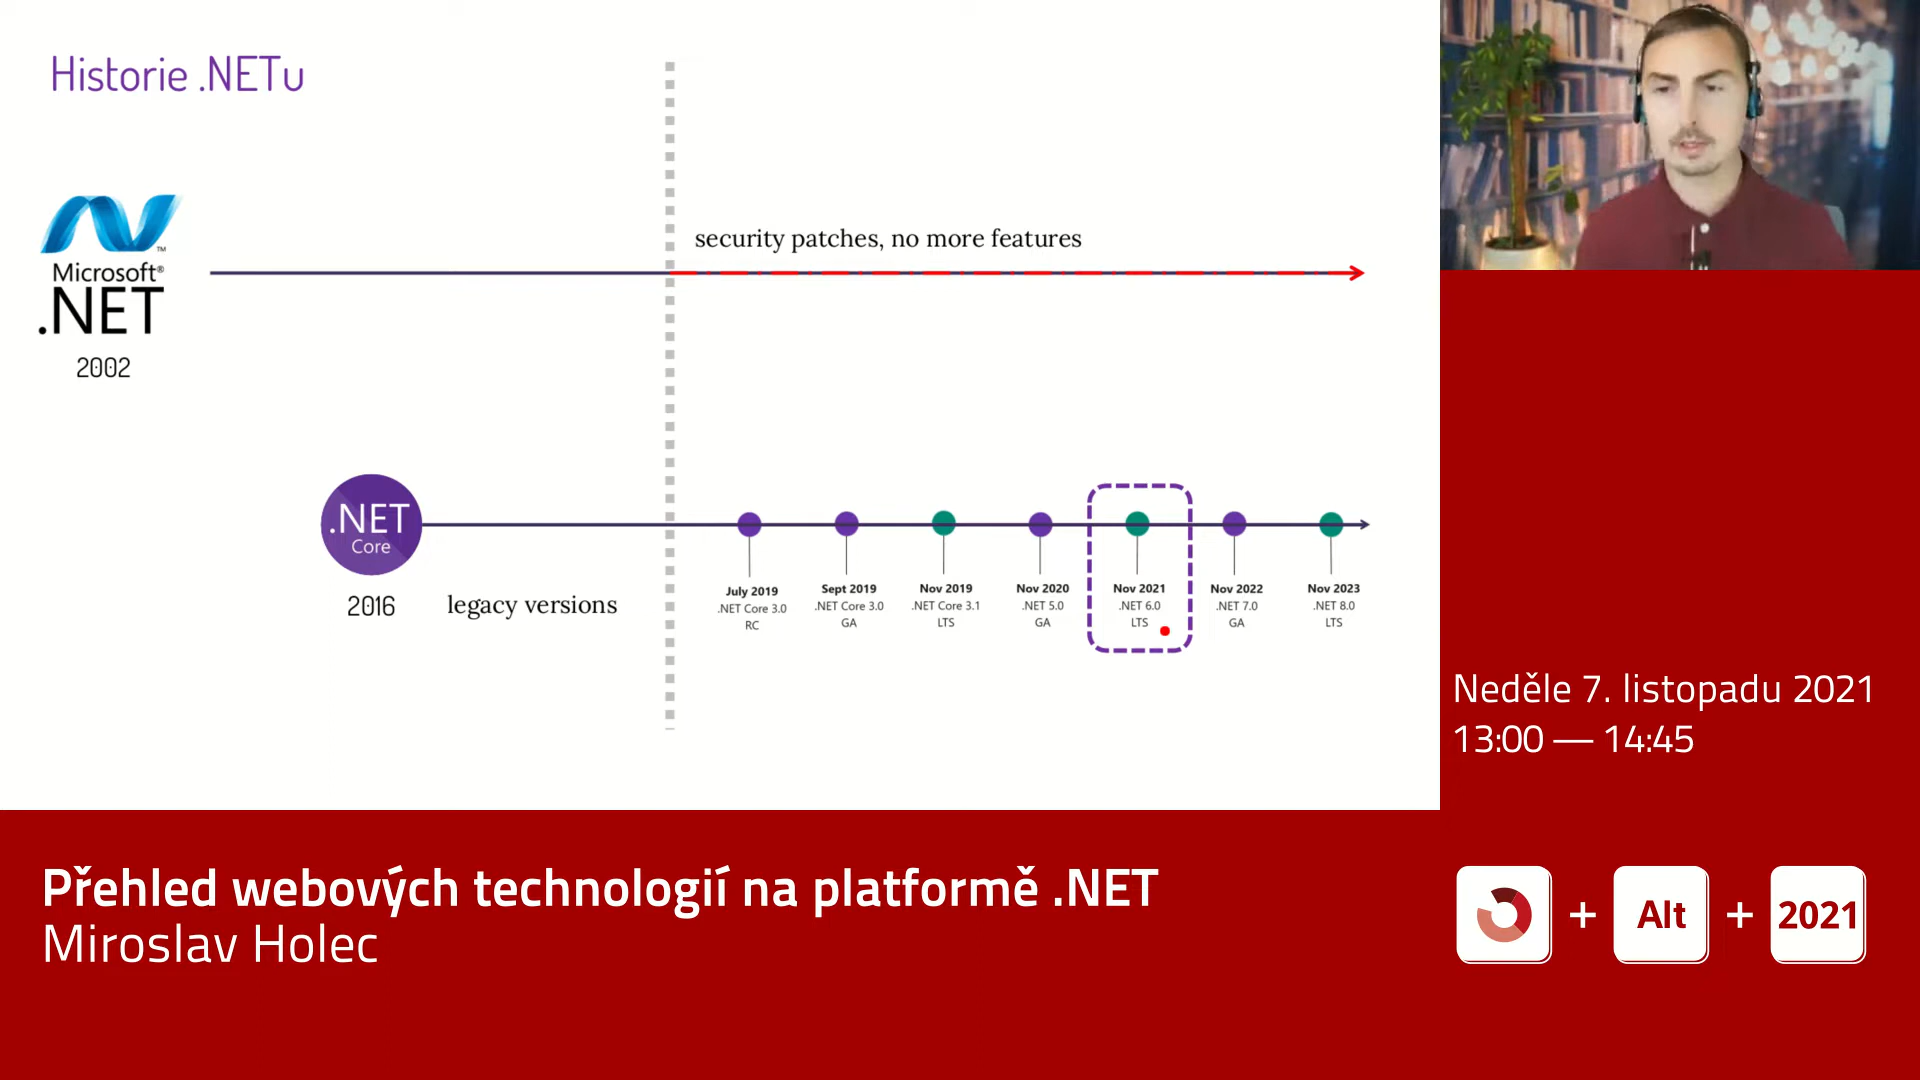 Historie .NETu
Microsoft®
.NET
™
2002
security patches, no more features
.NET
Core
2016
legacy versions
July 2019
.NET Core 3.0
RC
Sept 2019
.NET Core 3.0
GA
Nov 2019
.NET Core 3.1
LTS
Nov 2020
.NET 5.0
GA
Nov 2021
.NET 6.0
LTS
Nov 2022
.NET 7.0
GA
Nov 2023
.NET 8.0
LTS
Neděle 7. listopadu 2021
13:00 — 14:45
Přehled webových technologií na platformě .NET
Miroslav Holec
+ Alt + 2021